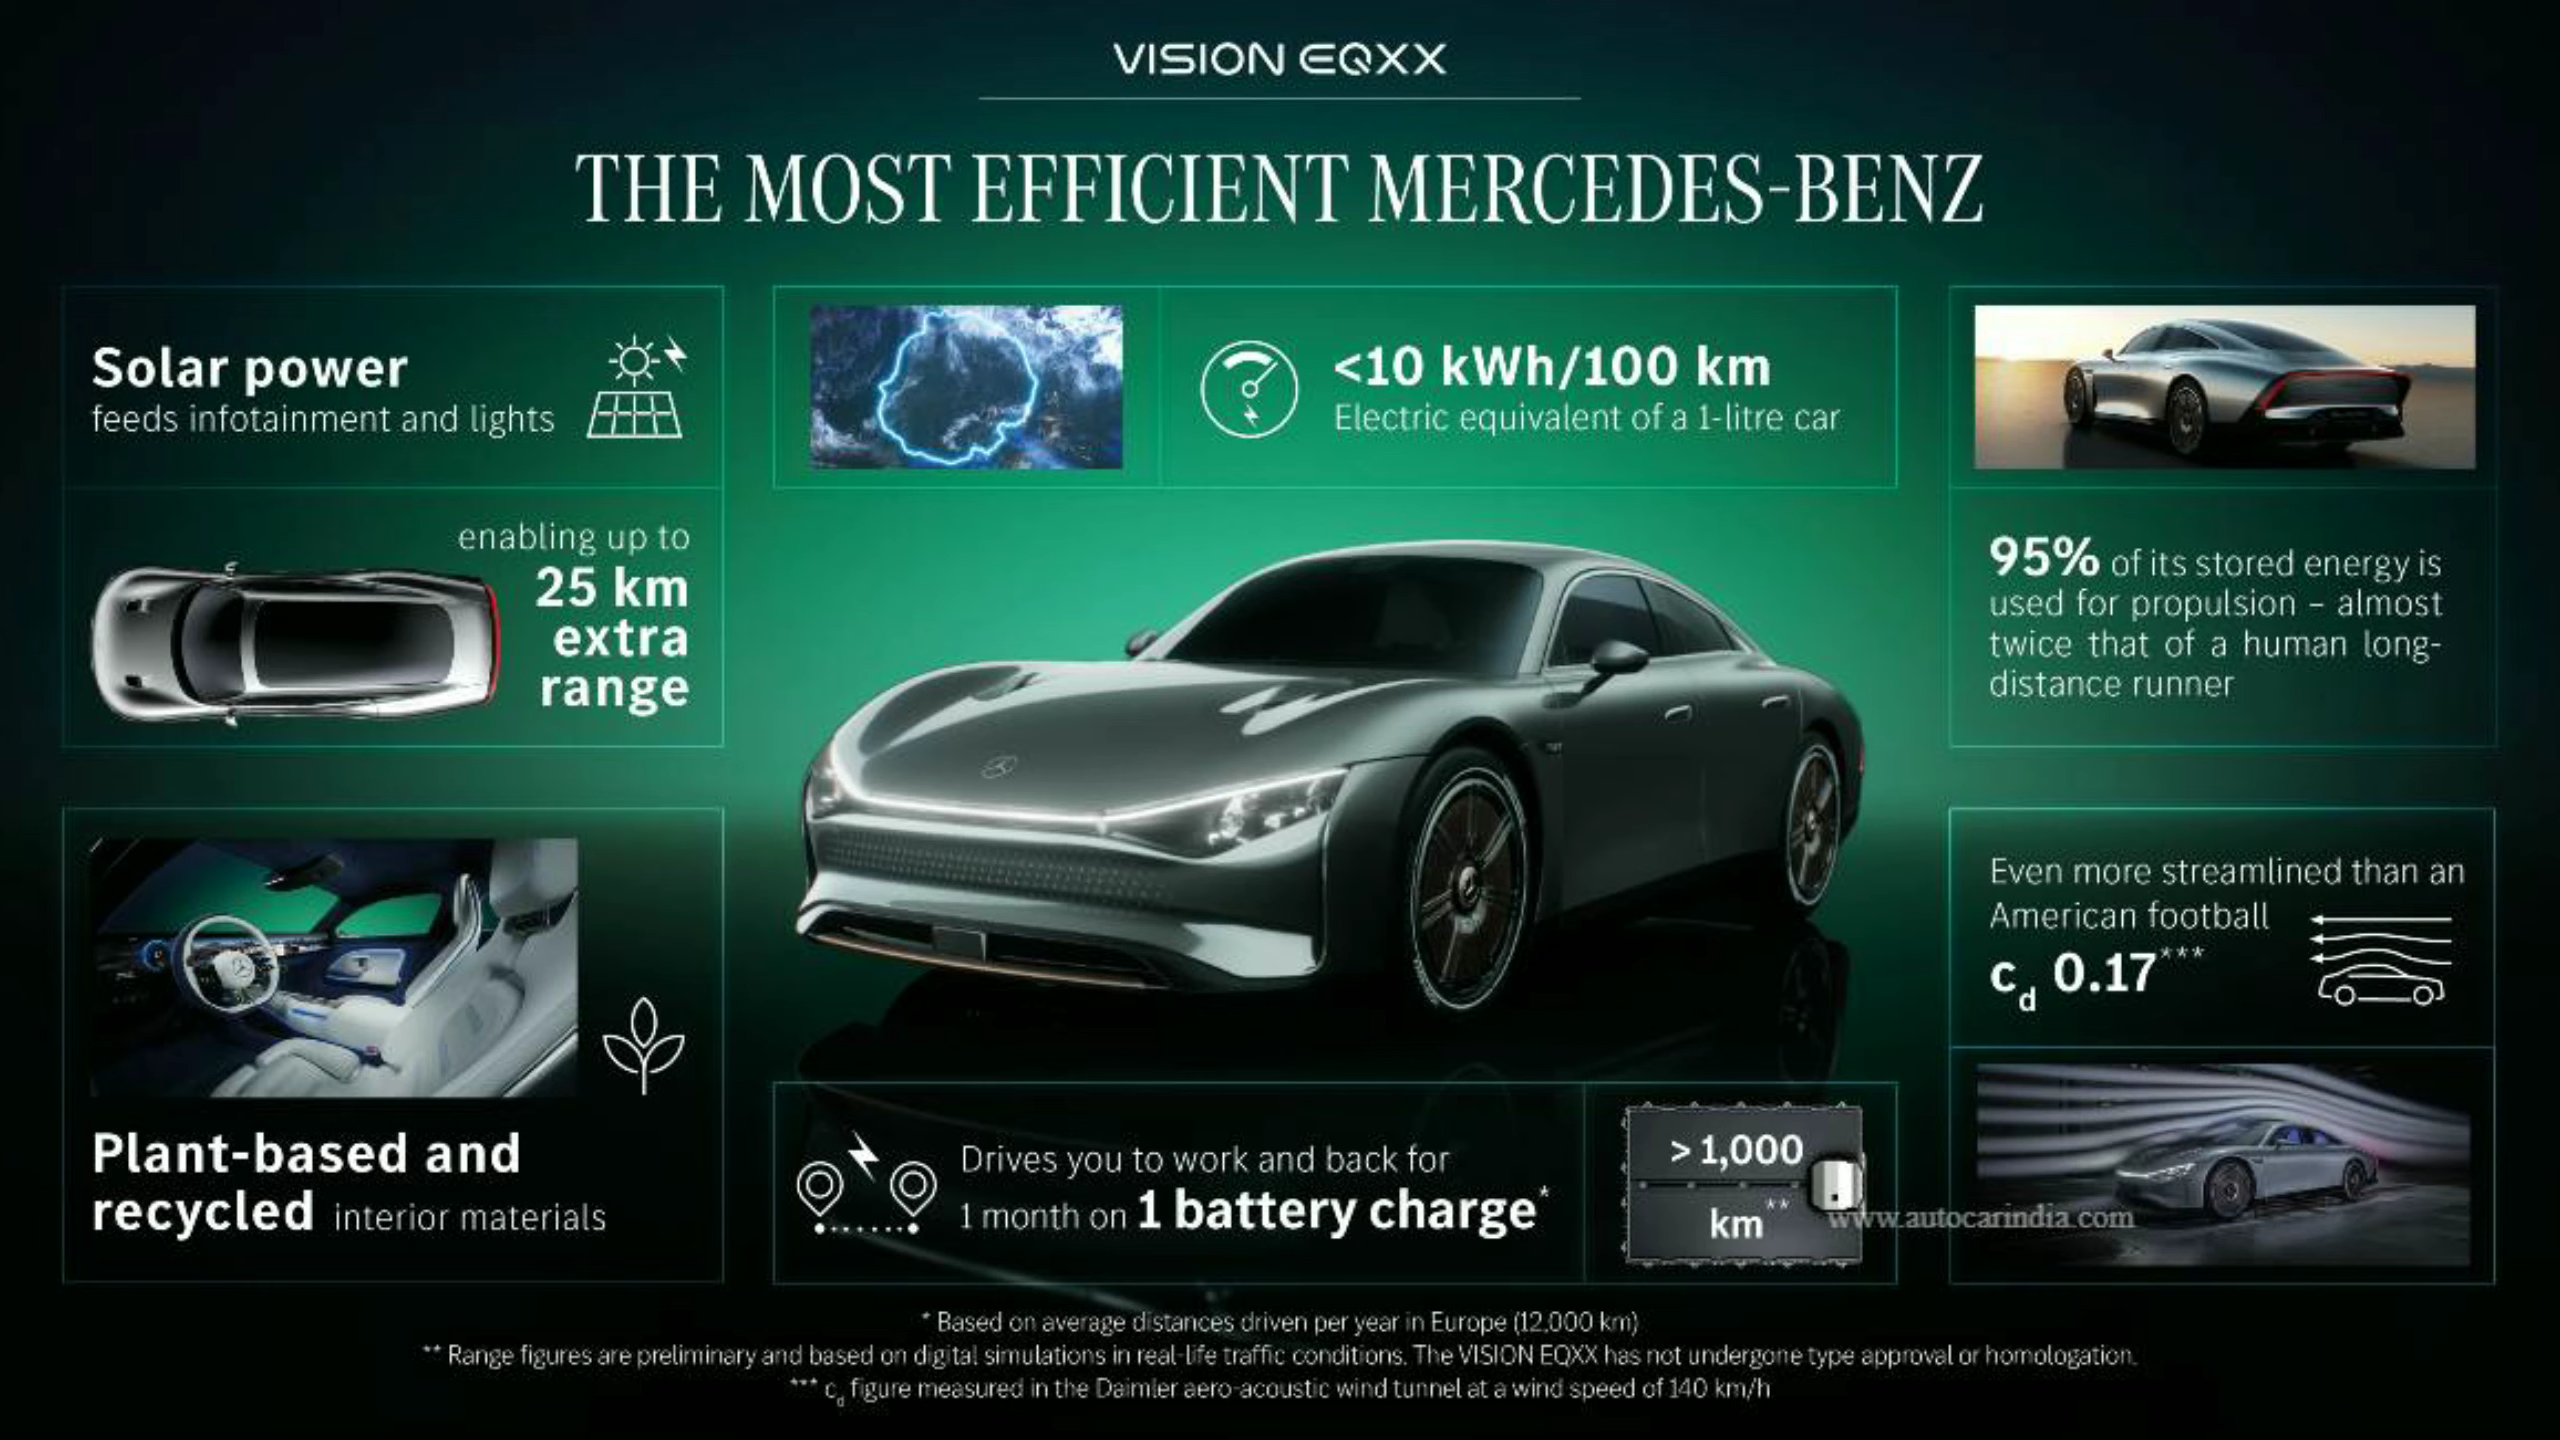 VISION EQXX
THE MOST EFFICIENT MERCEDES-BENZ
Solar power
feeds infotainment and lights
enabling up to
25 km
extra
range
<10 kWh/100 km
Electric equivalent of a 1-litre car
95% of its stored energy is
used for propulsion – almost
twice that of a human long-
distance runner
Plant-based and
recycled interior materials
Even more streamlined than an
American football
cd 0.17***
Drives you to work and back for
1 month on 1 battery charge*
> 1,000
km**
www.autocarindia.com
* Based on average distances driven per year in Europe (12,000 km)
** Range figures are preliminary and based on digital simulations in real-life traffic conditions. The VISION EQXX has not undergone type approval or homologation.
*** cd figure measured in the Daimler aero-acoustic wind tunnel at a wind speed of 140 km/h